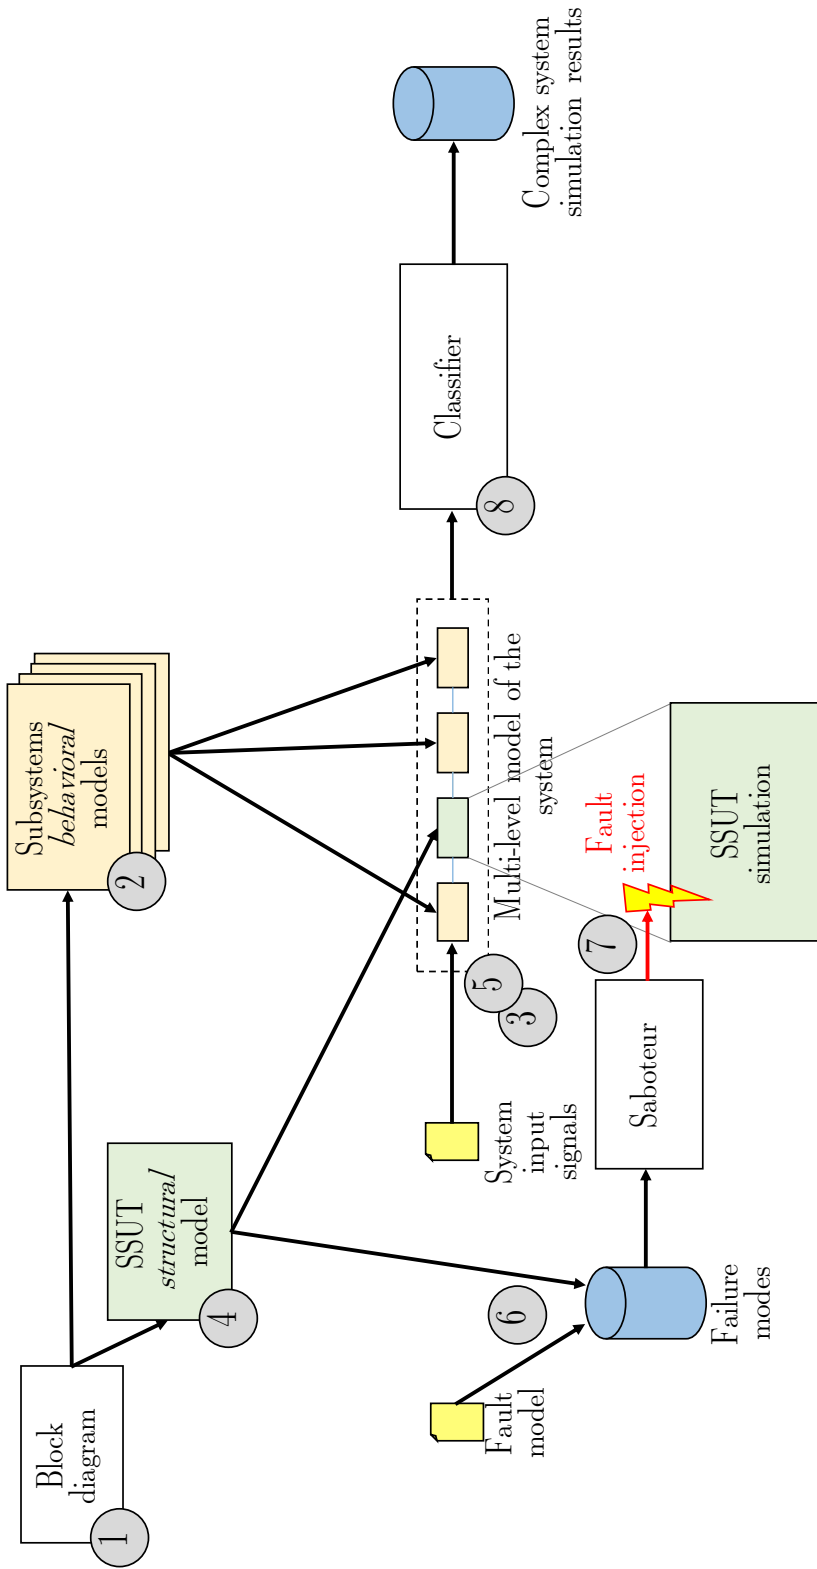 Block
diagram
1
Subsystems
behavioral
models
2
SSUT
structural
model
4
System
input
signals
5
3
Multi-level model of the
system
Classifier
8
Complex system
simulation results
Fault
model
6
Failure
modes
Saboteur
7
Fault
injection
SSUT
simulation